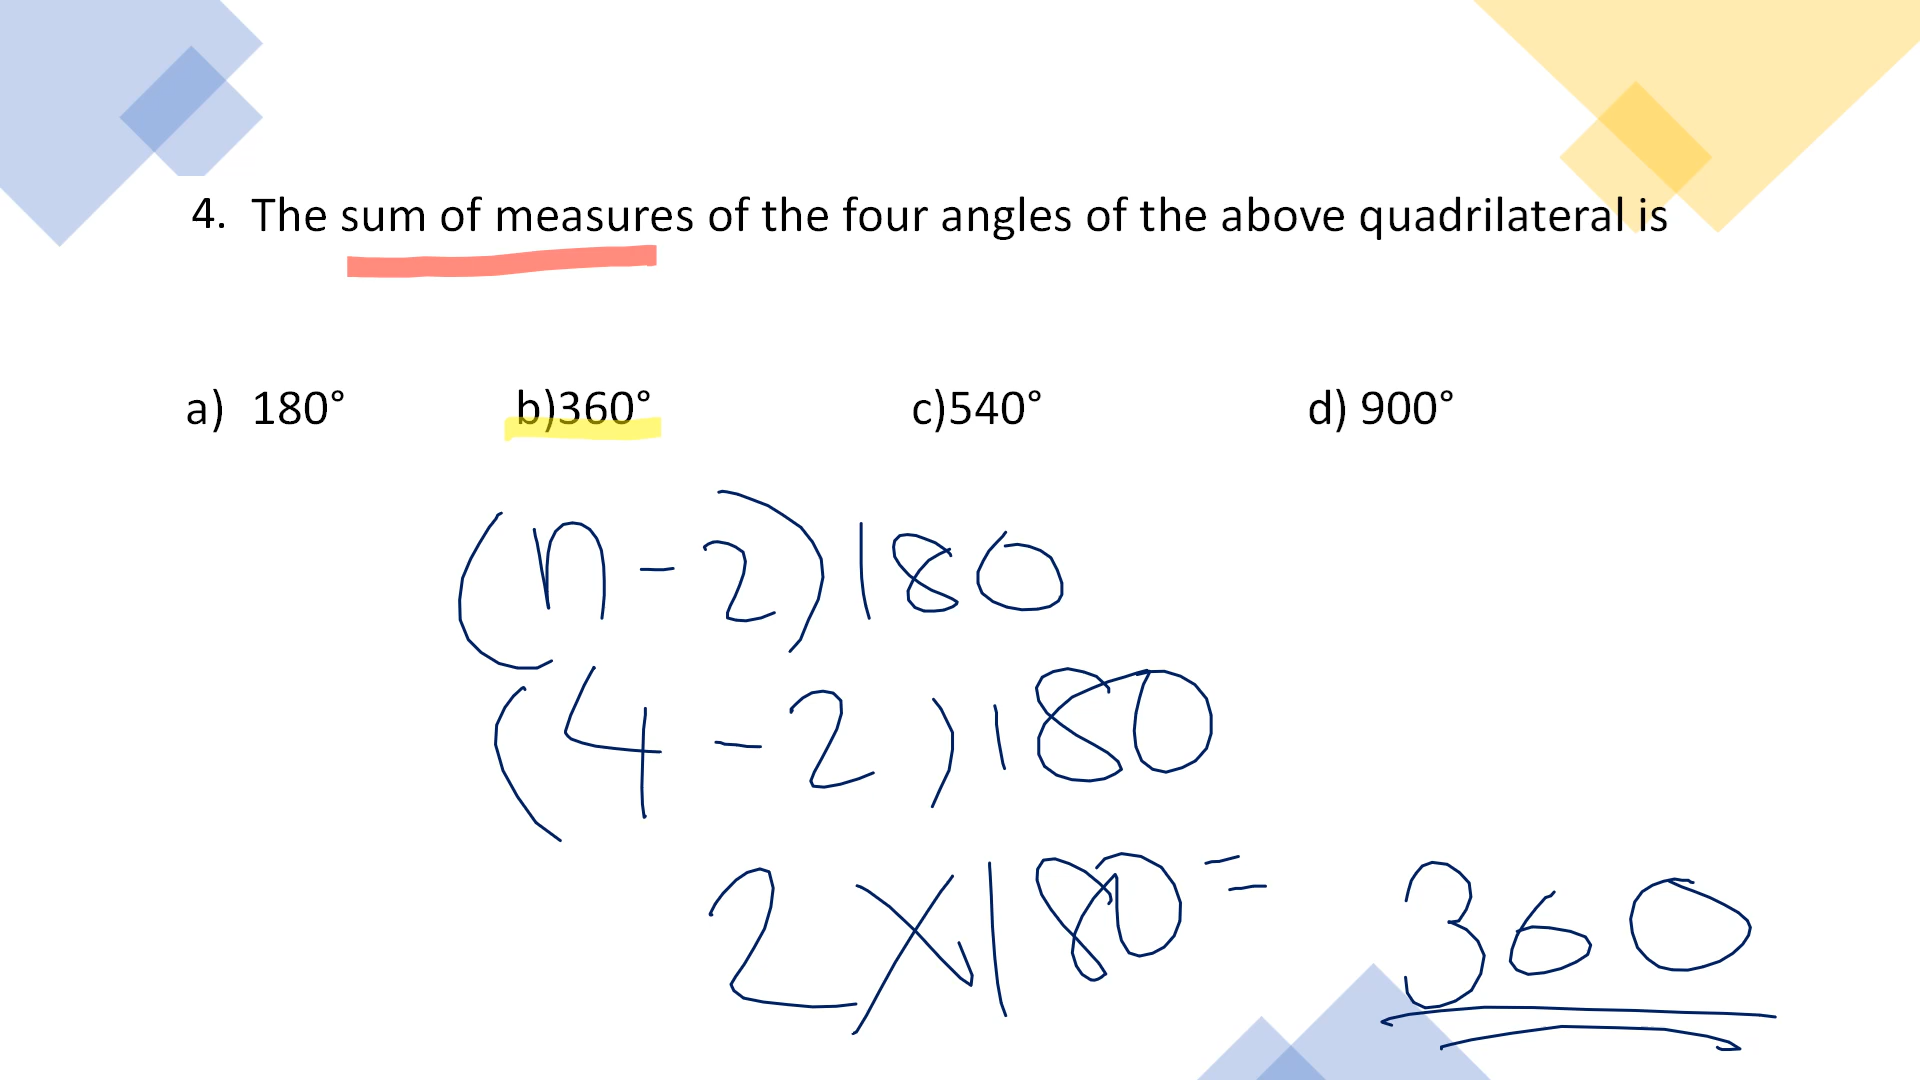 4. The sum of measures of the four angles of the above quadrilateral is
a) 180° b)360° c)540° d) 900°
(n-2)180
(4-2)180
2×180=360